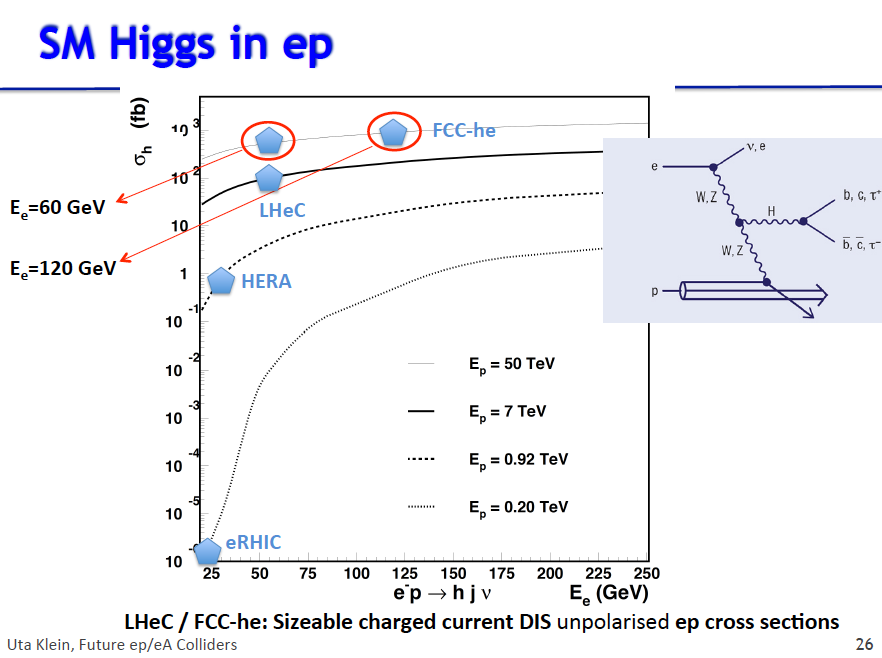 SM Higgs in ep
σh (fb)
10 3
10 2
10
1
10 -1
10 -2
10 -3
10 -4
10 -5
10
FCC-he
LHeC
HERA
eRHIC
Ee=60 GeV
Ee=120 GeV
Ep = 50 TeV
Ep = 7 TeV
Ep = 0.92 TeV
Ep = 0.20 TeV
25 50 75 100 125 150 175 200 225 250
e-p → h j ν Ee (GeV)
ν, e
e
W, Z
H
b, c, τ+
W, Z
b̅, c̅, τ−
p
LHeC / FCC-he: Sizeable charged current DIS unpolarised ep cross sections
Uta Klein, Future ep/eA Colliders
26